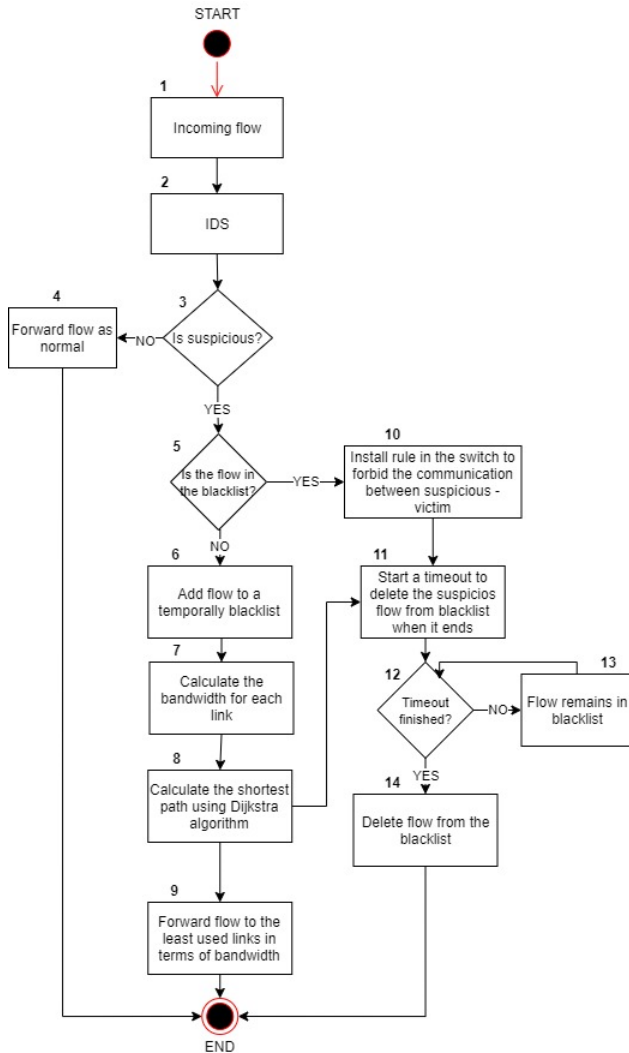 START
1
Incoming flow
2
IDS
3
Is suspicious?
NO
4
Forward flow as
normal
YES
5
Is the flow in
the blacklist?
YES
10
Install rule in the switch to
forbid the communication
between suspicious -
victim
NO
6
Add flow to a
temporally blacklist
11
Start a timeout to
delete the suspicios
flow from blacklist
when it ends
7
Calculate the
bandwidth for each
link
12
Timeout
finished?
NO
13
Flow remains in
blacklist
8
Calculate the shortest
path using Dijkstra
algorithm
YES
14
Delete flow from the
blacklist
9
Forward flow to the
least used links in
terms of bandwidth
END